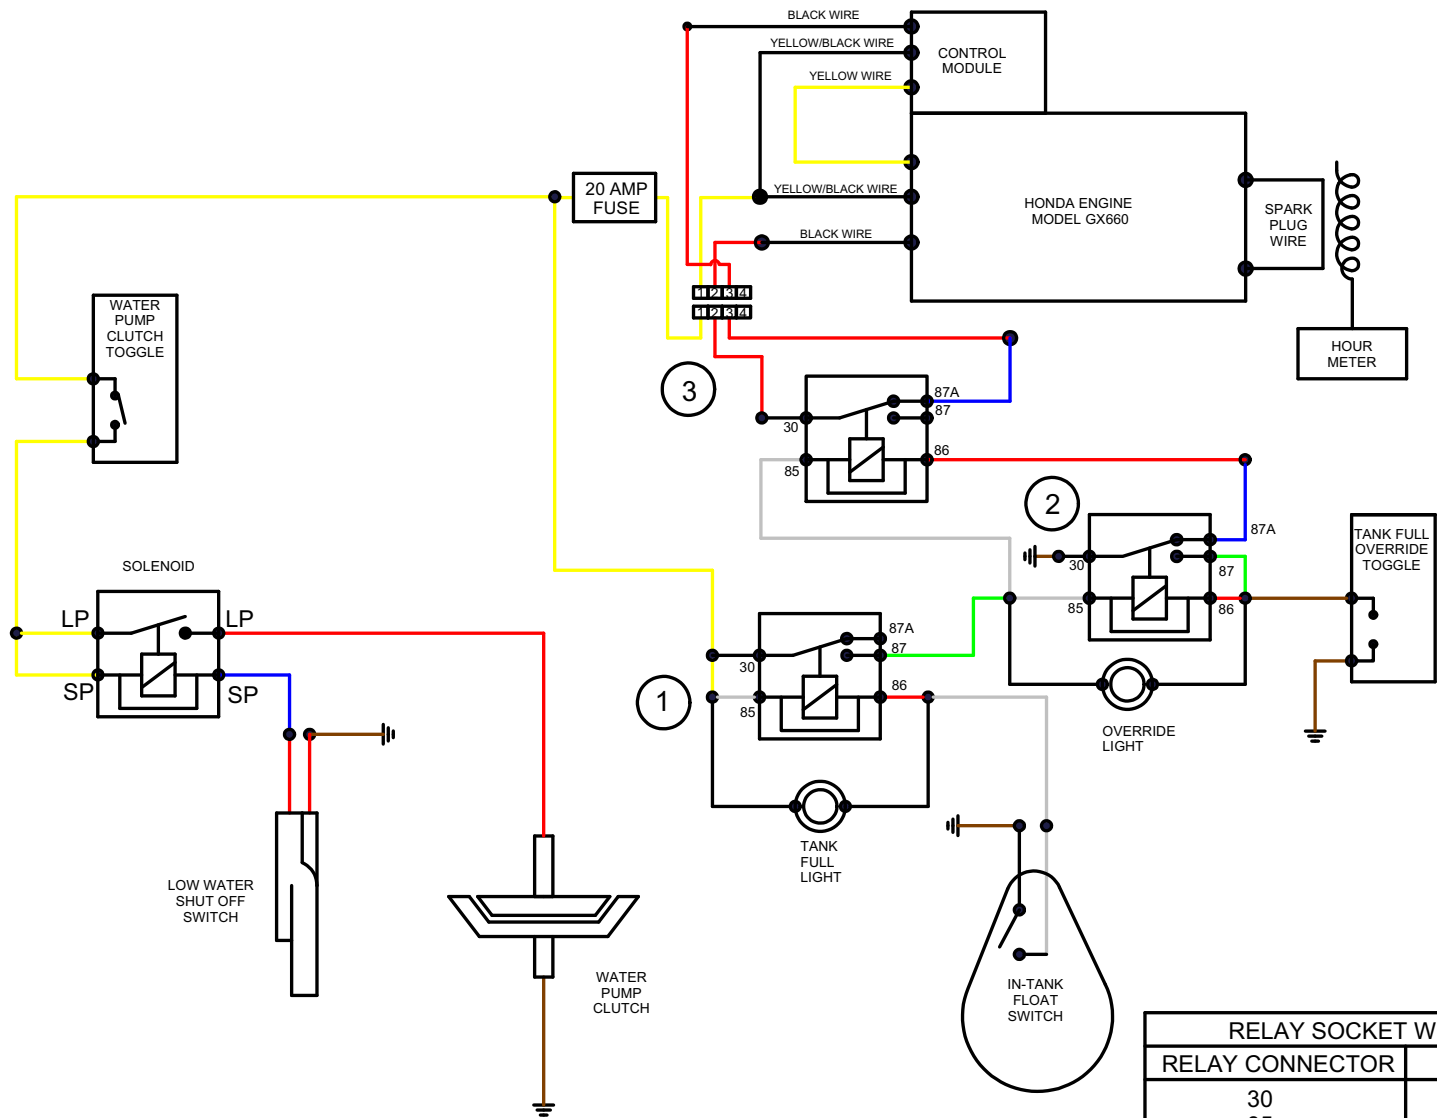 BLACK WIRE
YELLOW/BLACK WIRE
YELLOW WIRE
CONTROL
MODULE
20 AMP
FUSE
YELLOW/BLACK WIRE
BLACK WIRE
HONDA ENGINE
MODEL GX660
SPARK
PLUG
WIRE
HOUR
METER
1 2 3 4
1 2 3 4
WATER
PUMP
CLUTCH
TOGGLE
3
87A
87
30
86
85
2
87A
30
87
85
86
TANK FULL
OVERRIDE
TOGGLE
OVERRIDE
LIGHT
SOLENOID
LP
LP
SP
SP
1
87A
87
30
86
85
TANK
FULL
LIGHT
LOW WATER
SHUT OFF
SWITCH
WATER
PUMP
CLUTCH
IN-TANK
FLOAT
SWITCH
RELAY SOCKET W
RELAY CONNECTOR
30